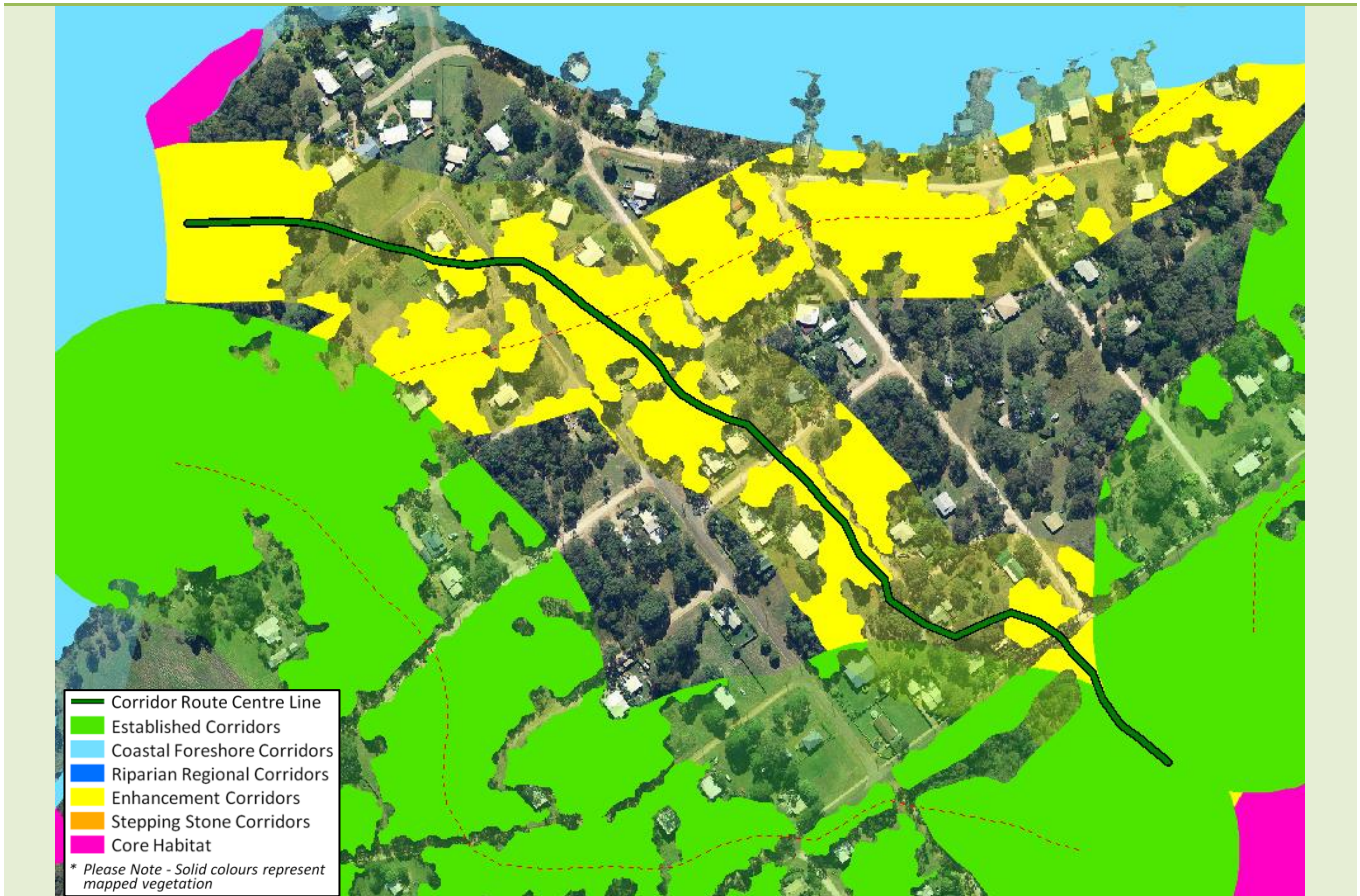 Corridor Route Centre Line
Established Corridors
Coastal Foreshore Corridors
Riparian Regional Corridors
Enhancement Corridors
Stepping Stone Corridors
Core Habitat
* Please Note - Solid colours represent
mapped vegetation